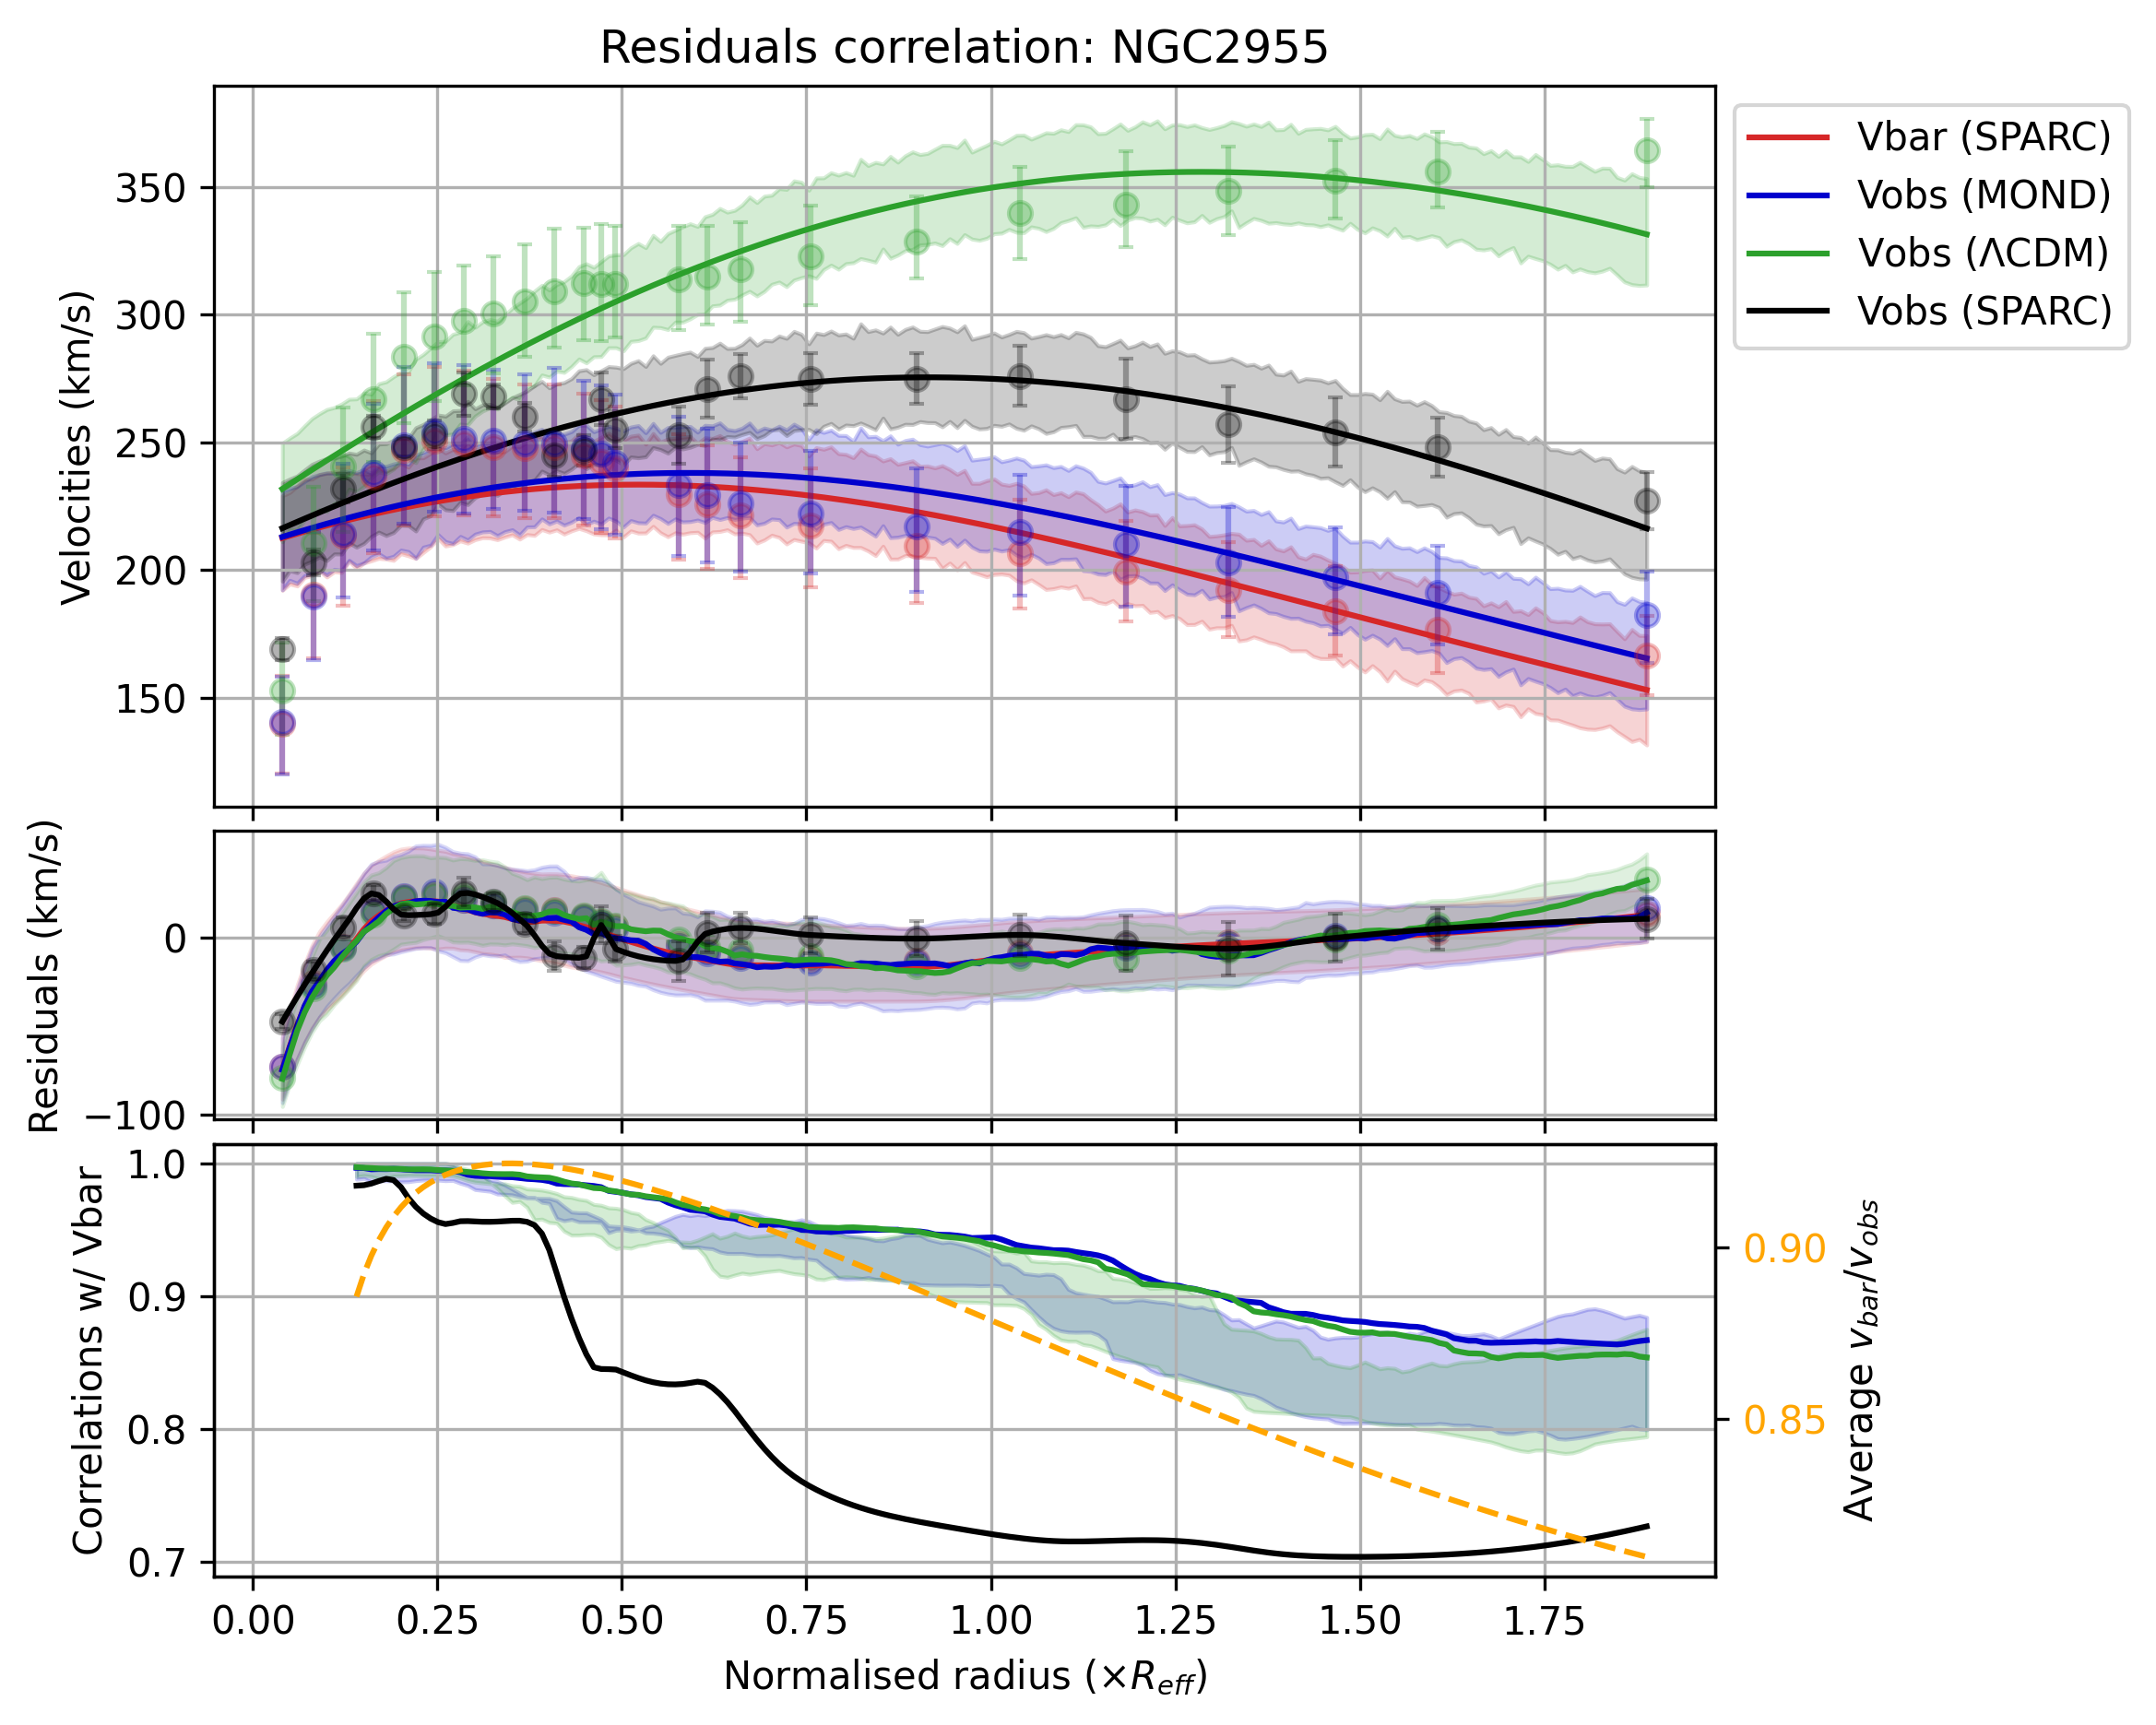 Residuals correlation: NGC2955
Velocities (km/s)
350
300
250
200
150
Vbar (SPARC)
Vobs (MOND)
Vobs (ΛCDM)
Vobs (SPARC)
Residuals (km/s)
0
−100
Correlations w/ Vbar
1.0
0.9
0.8
0.7
0.90
0.85
Average v_bar/v_obs
0.00 0.25 0.50 0.75 1.00 1.25 1.50 1.75
Normalised radius (×R_eff)